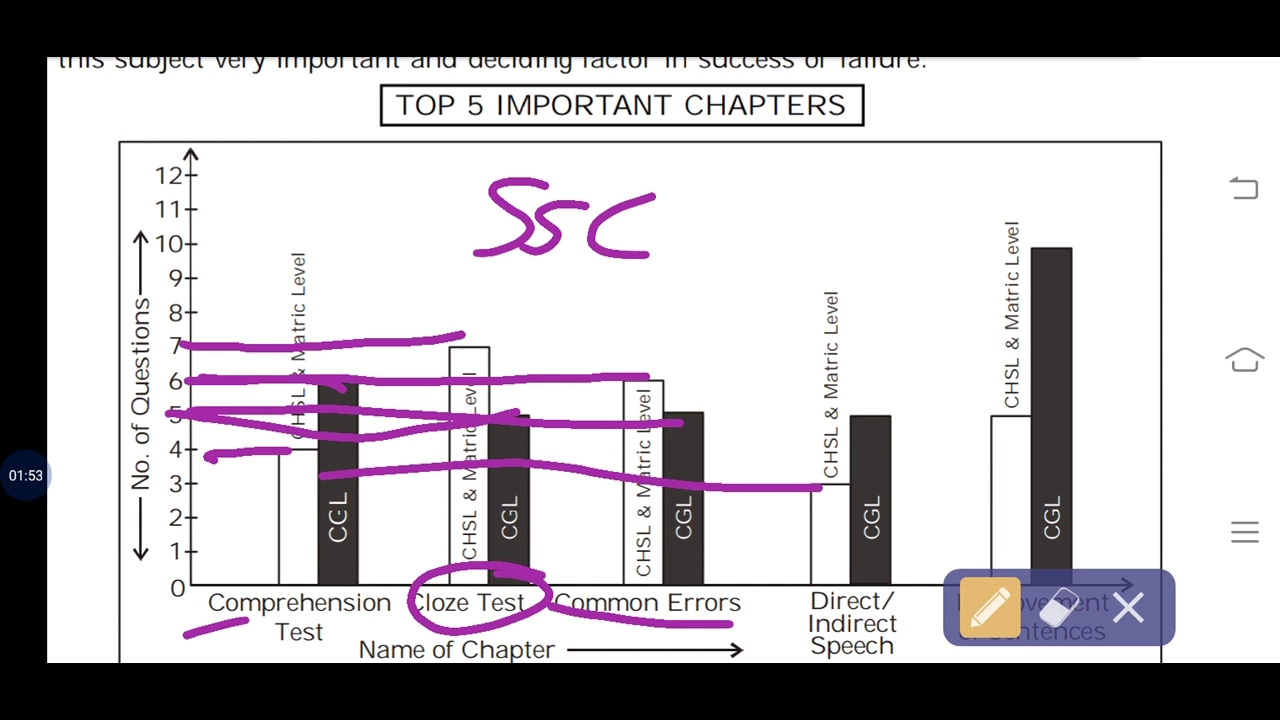 this subject very important and deciding factor in success or failure.
TOP 5 IMPORTANT CHAPTERS
SSC
12
11
10
9
8
7
6
5
4
3
2
1
0
No. of Questions
CHSL & Matric Level
CGL
CHSL & Matric Level
CGL
CHSL & Matric Level
CGL
CHSL & Matric Level
CGL
CHSL & Matric Level
CGL
Comprehension
Test
Cloze Test
Common Errors
Direct/
Indirect
Speech
Name of Chapter
01:53